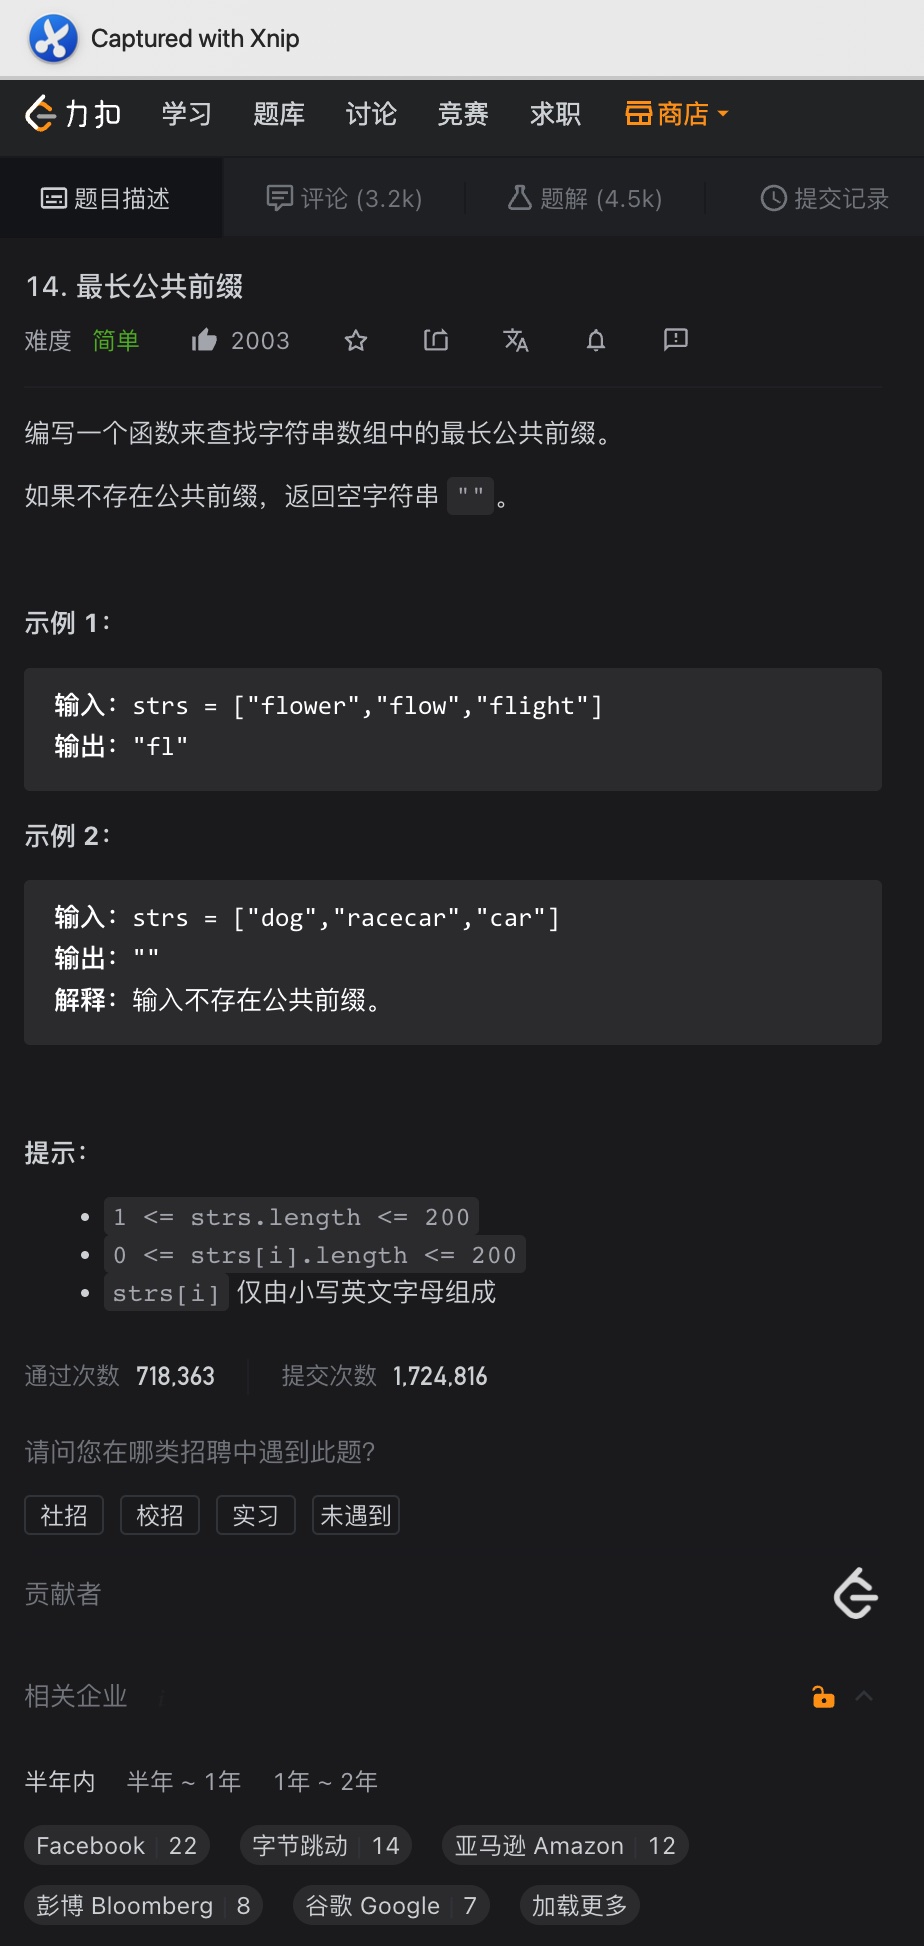 Captured with Xnip
力扣 学习 题库 讨论 竞赛 求职 商店
题目描述 评论 (3.2k) 题解 (4.5k) 提交记录
14. 最长公共前缀
难度 简单 2003
编写一个函数来查找字符串数组中的最长公共前缀。
如果不存在公共前缀，返回空字符串 ""。
示例 1：
输入：strs = ["flower","flow","flight"]
输出："fl"
示例 2：
输入：strs = ["dog","racecar","car"]
输出：""
解释：输入不存在公共前缀。
提示：
1 <= strs.length <= 200
0 <= strs[i].length <= 200
strs[i] 仅由小写英文字母组成
通过次数 718,363 提交次数 1,724,816
请问您在哪类招聘中遇到此题?
社招 校招 实习 未遇到
贡献者
相关企业 i
半年内 半年 ~ 1年 1年 ~ 2年
Facebook 22 字节跳动 14 亚马逊 Amazon 12
彭博 Bloomberg 8 谷歌 Google 7 加载更多